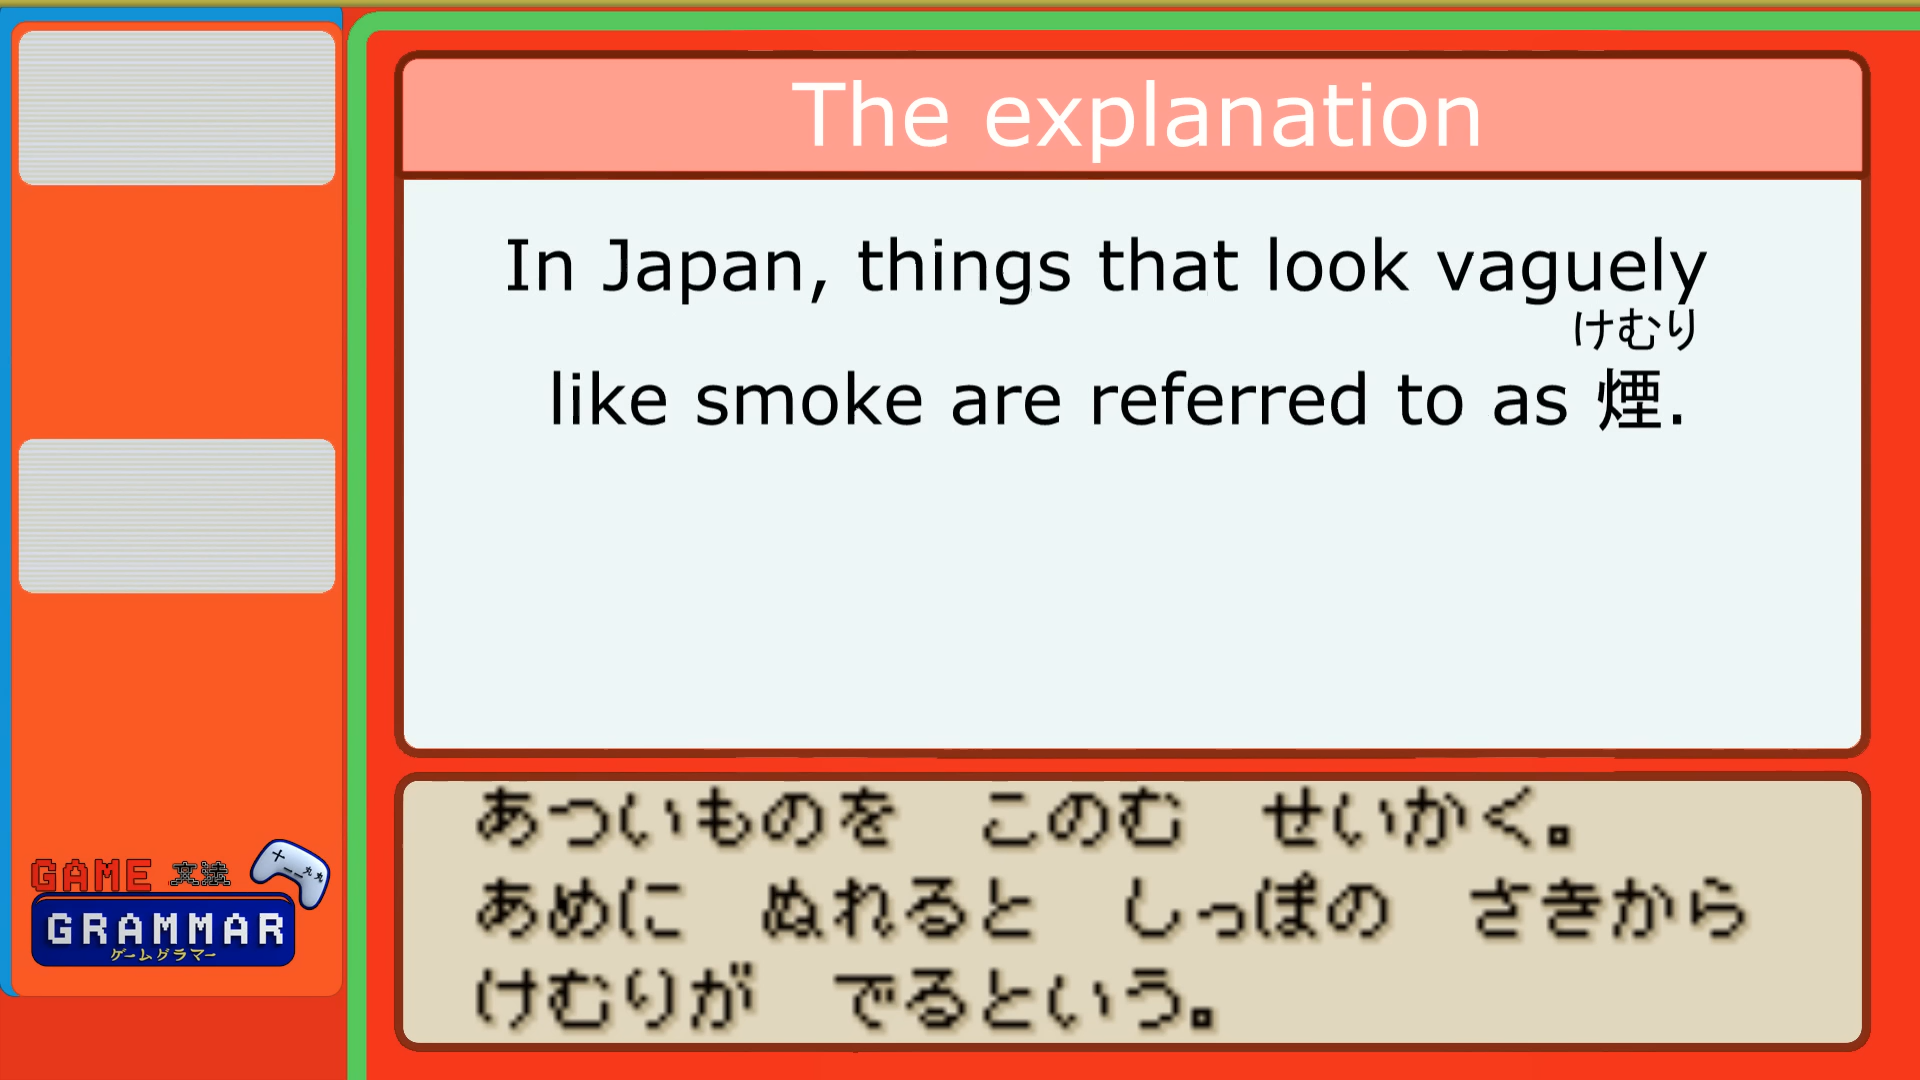 The explanation
In Japan, things that look vaguely
けむり
like smoke are referred to as 煙.
あついものを　このむ　せいかく。
あめに　ぬれると　しっぽの　さきから
けむりが　でるという。
GAME 文法
GRAMMAR
ゲームグラマー